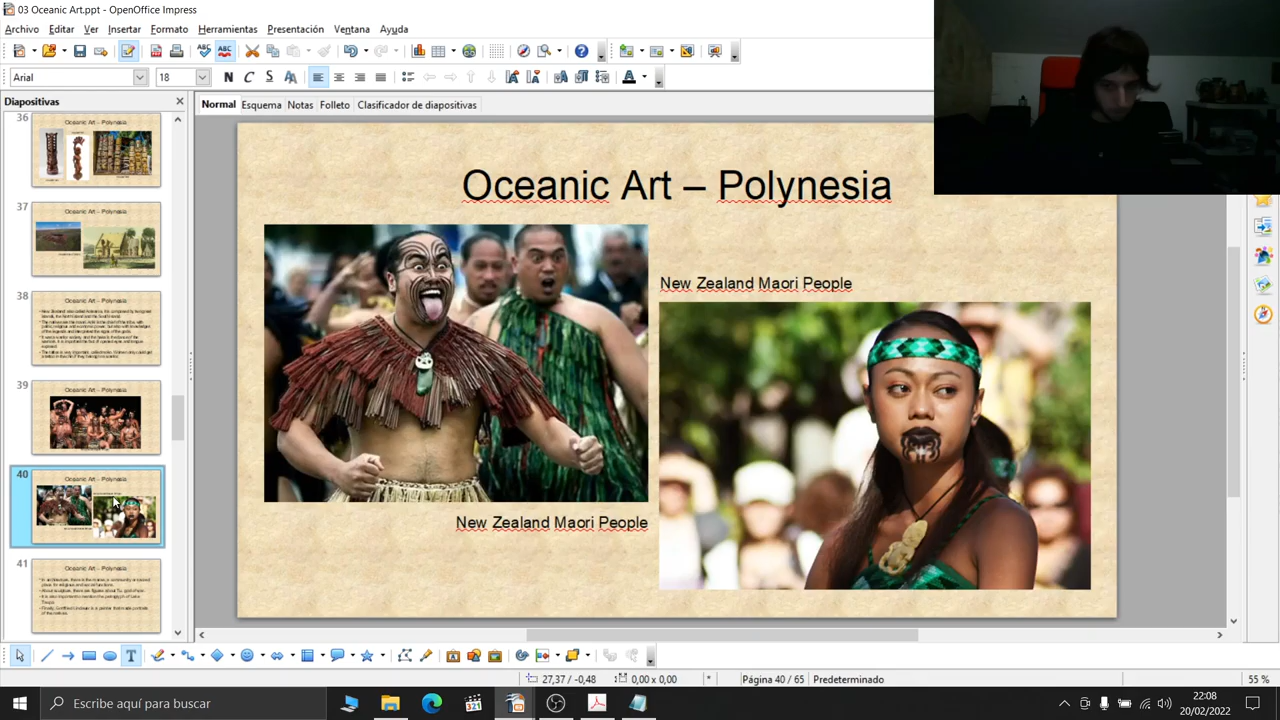 03 Oceanic Art.ppt - OpenOffice Impress
Archivo Editar Ver Insertar Formato Herramientas Presentación Ventana Ayuda
Arial 18 N C S A
Diapositivas
Normal Esquema Notas Folleto Clasificador de diapositivas
36
Oceanic Art – Polynesia
37
Oceanic Art – Polynesia
38
Oceanic Art – Polynesia
39
Oceanic Art – Polynesia
40
Oceanic Art – Polynesia
41
Oceanic Art – Polynesia
Oceanic Art – Polynesia
New Zealand Maori People
New Zealand Maori People
27,37 / -0,48 0,00 x 0,00 * Página 40 / 65 Predeterminado 55 %
Escribe aquí para buscar
22:08
20/02/2022